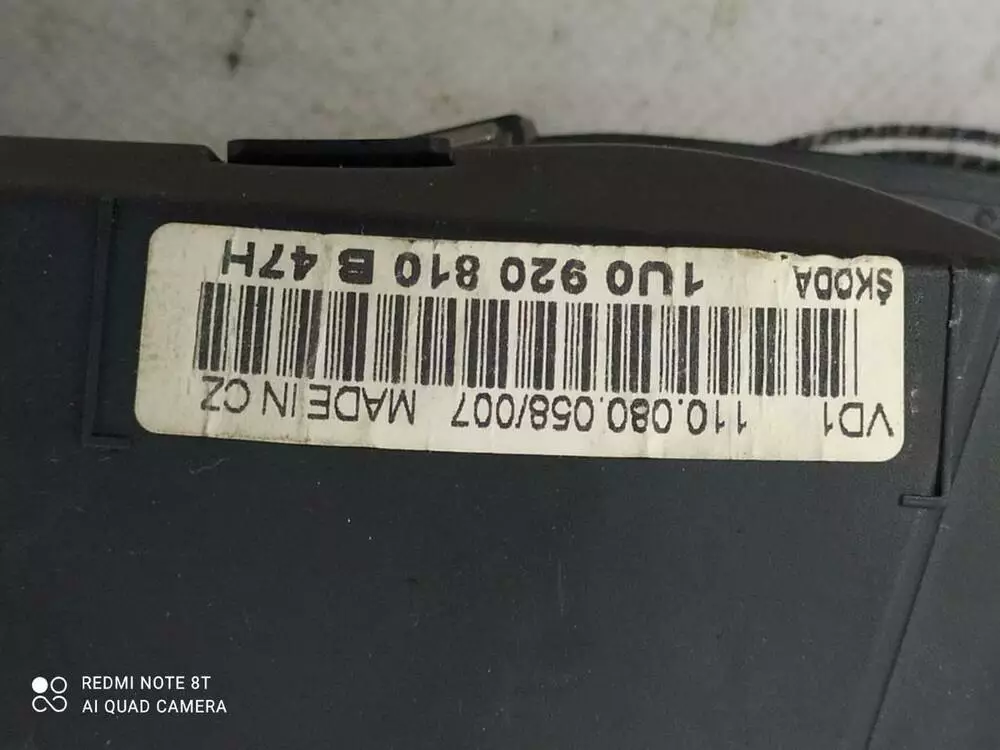 VD1 110.080.058/007 MADE IN CZ
ŠKODA 1U0 920 810 B 47H
REDMI NOTE 8T
AI QUAD CAMERA